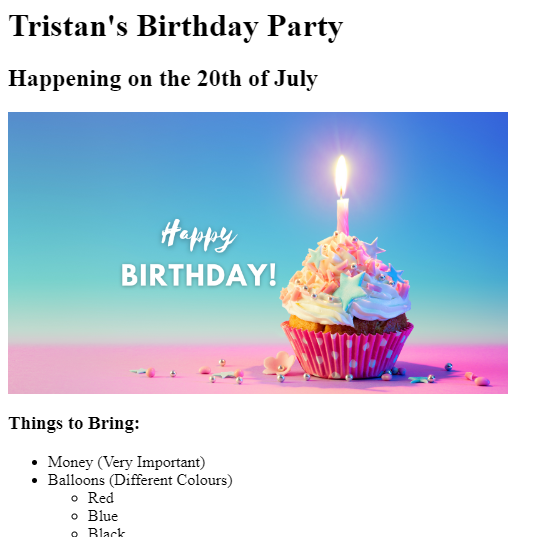 Tristan's Birthday Party
Happening on the 20th of July
Happy
BIRTHDAY!
Things to Bring:
Money (Very Important)
Balloons (Different Colours)
Red
Blue
Black